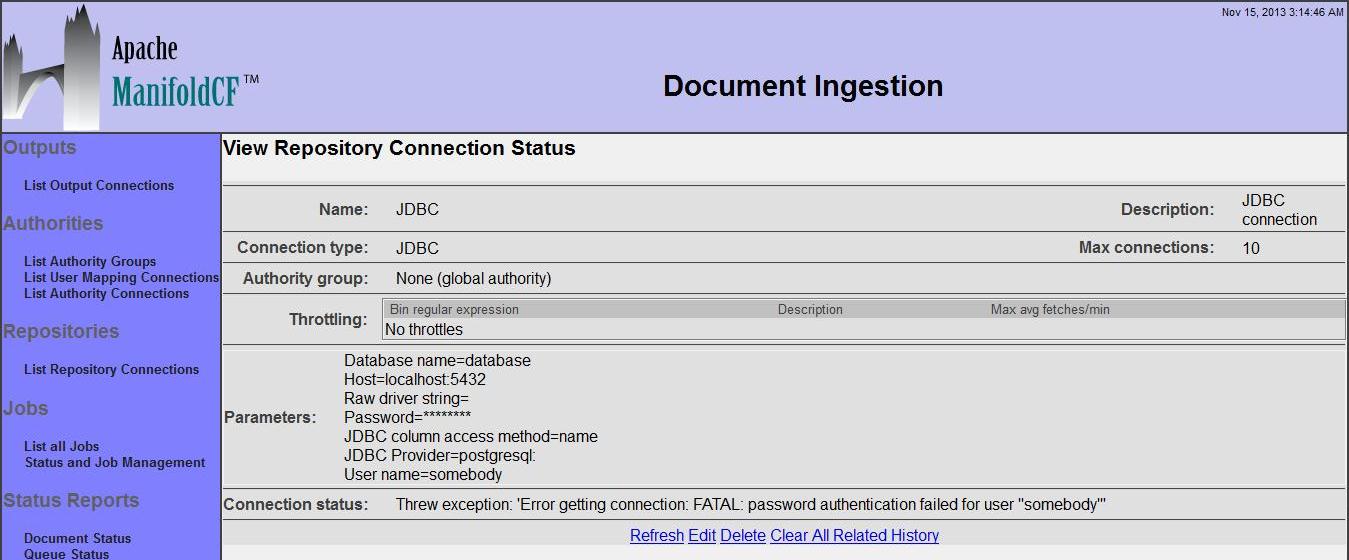 Nov 15, 2013 3:14:46 AM
Apache
ManifoldCF™
Document Ingestion
Outputs
List Output Connections
Authorities
List Authority Groups
List User Mapping Connections
List Authority Connections
Repositories
List Repository Connections
Jobs
List all Jobs
Status and Job Management
Status Reports
Document Status
Queue Status
View Repository Connection Status
Name: JDBC Description: JDBC
connection
Connection type: JDBC Max connections: 10
Authority group: None (global authority)
Throttling: Bin regular expression Description Max avg fetches/min
No throttles
Parameters: Database name=database
Host=localhost:5432
Raw driver string=
Password=********
JDBC column access method=name
JDBC Provider=postgresql:
User name=somebody
Connection status: Threw exception: 'Error getting connection: FATAL: password authentication failed for user "somebody"'
Refresh Edit Delete Clear All Related History